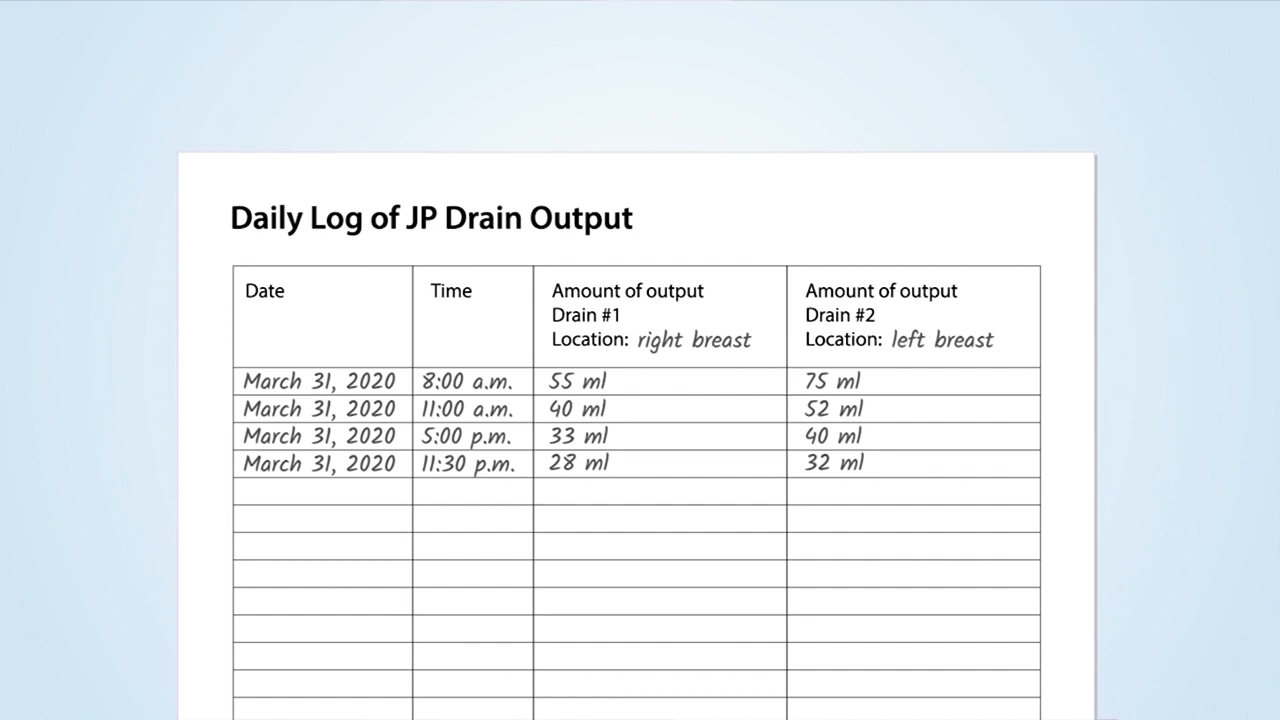 Daily Log of JP Drain Output
Date Time Amount of output Amount of output
Drain #1 Drain #2
Location: right breast Location: left breast
March 31, 2020 8:00 a.m. 55 ml 75 ml
March 31, 2020 11:00 a.m. 40 ml 52 ml
March 31, 2020 5:00 p.m. 33 ml 40 ml
March 31, 2020 11:30 p.m. 28 ml 32 ml